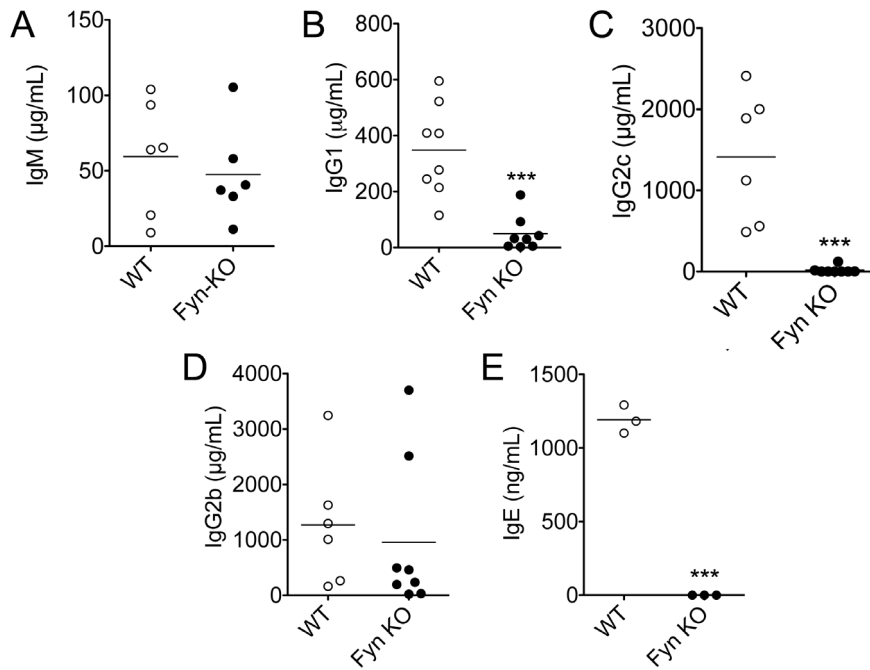 A
IgM (µg/mL)
150
100
50
0
WT
Fyn-KO
B
IgG1 (µg/mL)
800
600
400
200
0
***
WT
Fyn KO
C
IgG2c (µg/mL)
3000
2000
1000
0
***
WT
Fyn KO
D
IgG2b (µg/mL)
4000
3000
2000
1000
0
WT
Fyn KO
E
IgE (ng/mL)
1500
1000
500
0
***
WT
Fyn KO